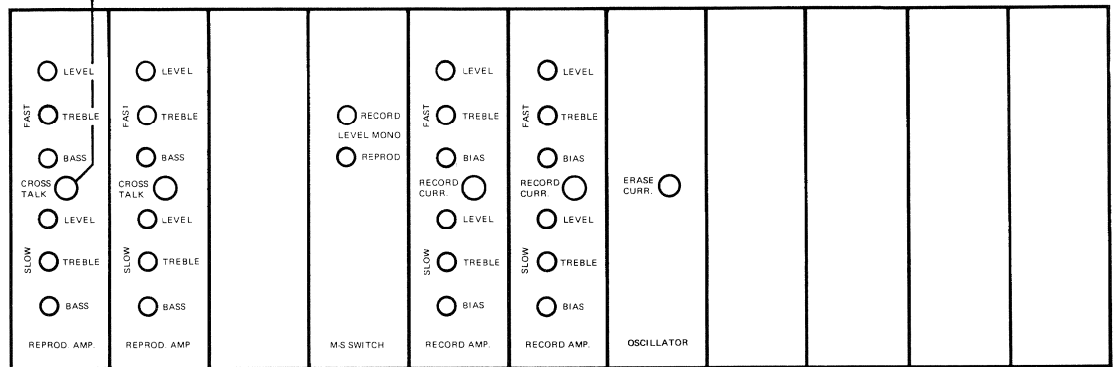 LEVEL
FAST
TREBLE
BASS
CROSS
TALK
LEVEL
SLOW
TREBLE
BASS
REPROD. AMP.
LEVEL
FAST
TREBLE
BASS
CROSS
TALK
LEVEL
SLOW
TREBLE
BASS
REPROD. AMP
RECORD
LEVEL MONO
REPROD
M-S SWITCH
LEVEL
FAST
TREBLE
BIAS
RECORD
CURR.
LEVEL
SLOW
TREBLE
BIAS
RECORD AMP.
LEVEL
FAST
TREBLE
BIAS
RECORD
CURR.
LEVEL
SLOW
TREBLE
BIAS
RECORD AMP.
ERASE
CURR.
OSCILLATOR